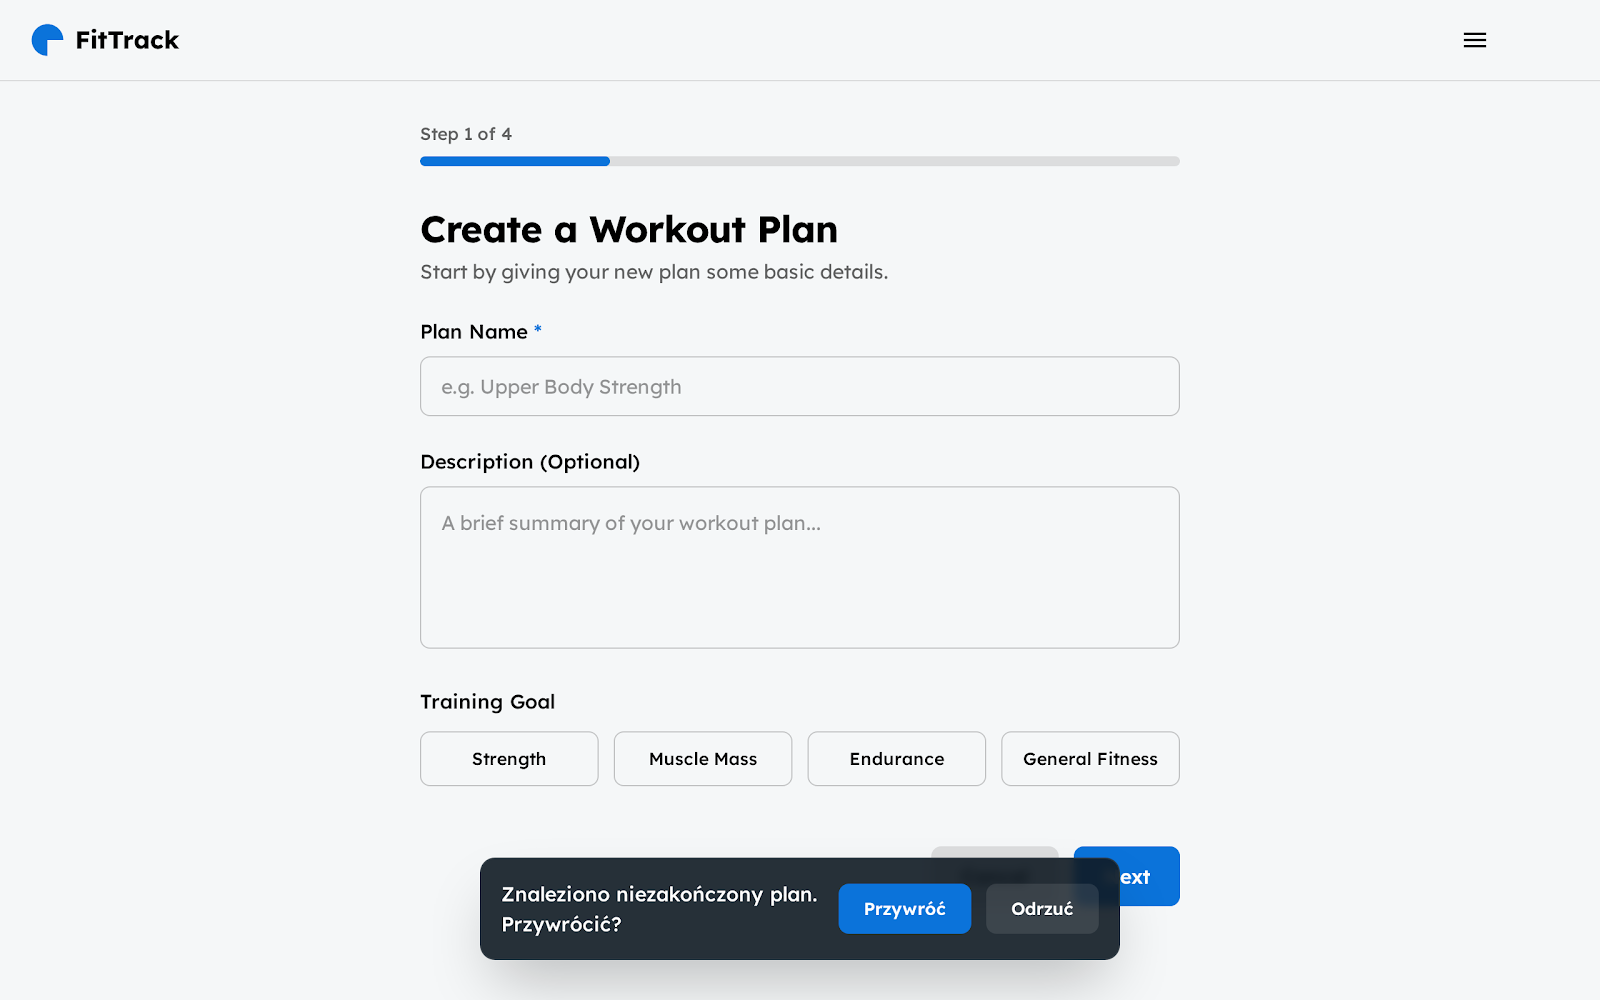 FitTrack
Step 1 of 4
Create a Workout Plan
Start by giving your new plan some basic details.
Plan Name *
e.g. Upper Body Strength
Description (Optional)
A brief summary of your workout plan...
Training Goal
Strength
Muscle Mass
Endurance
General Fitness
Znaleziono niezakończony plan.
Przywrócić?
Przywróć
Odrzuć